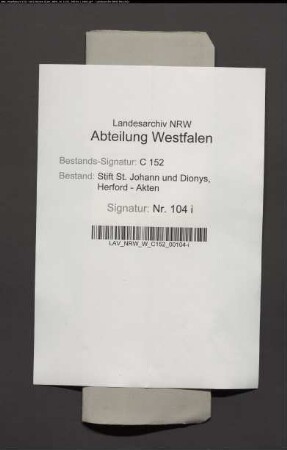 Landesarchiv NRW
Abteilung Westfalen
Bestands-Signatur: C 152
Bestand: Stift St. Johann und Dionys,
Herford - Akten
Signatur: Nr. 104 i
LAV_NRW_W_C152_00104-i